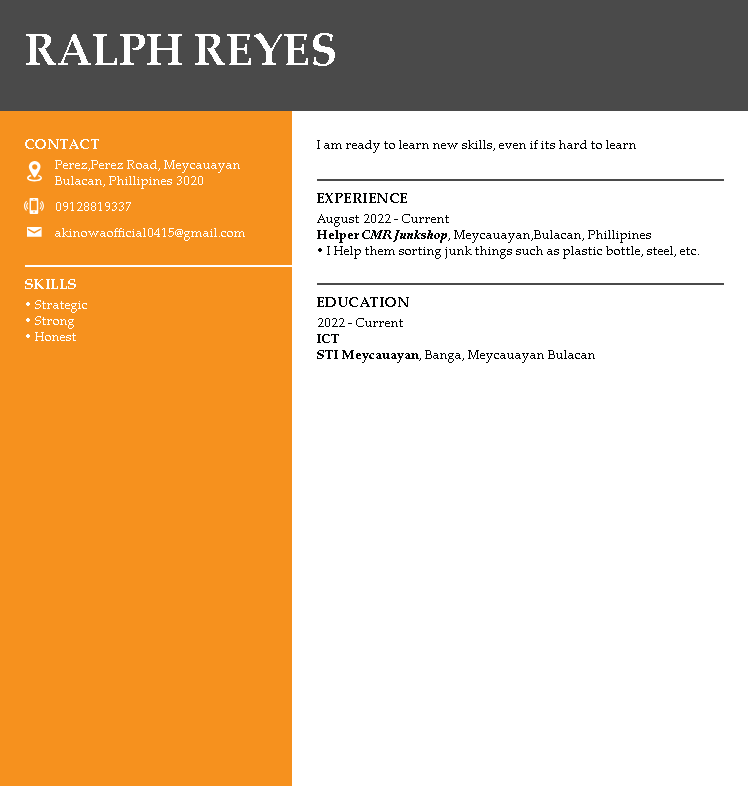 RALPH REYES
CONTACT
Perez,Perez Road, Meycauayan
Bulacan, Phillipines 3020
09128819337
akinowaofficial0415@gmail.com
SKILLS
• Strategic
• Strong
• Honest
I am ready to learn new skills, even if its hard to learn
EXPERIENCE
August 2022 - Current
Helper CMR Junkshop, Meycauayan,Bulacan, Phillipines
• I Help them sorting junk things such as plastic bottle, steel, etc.
EDUCATION
2022 - Current
ICT
STI Meycauayan, Banga, Meycauayan Bulacan